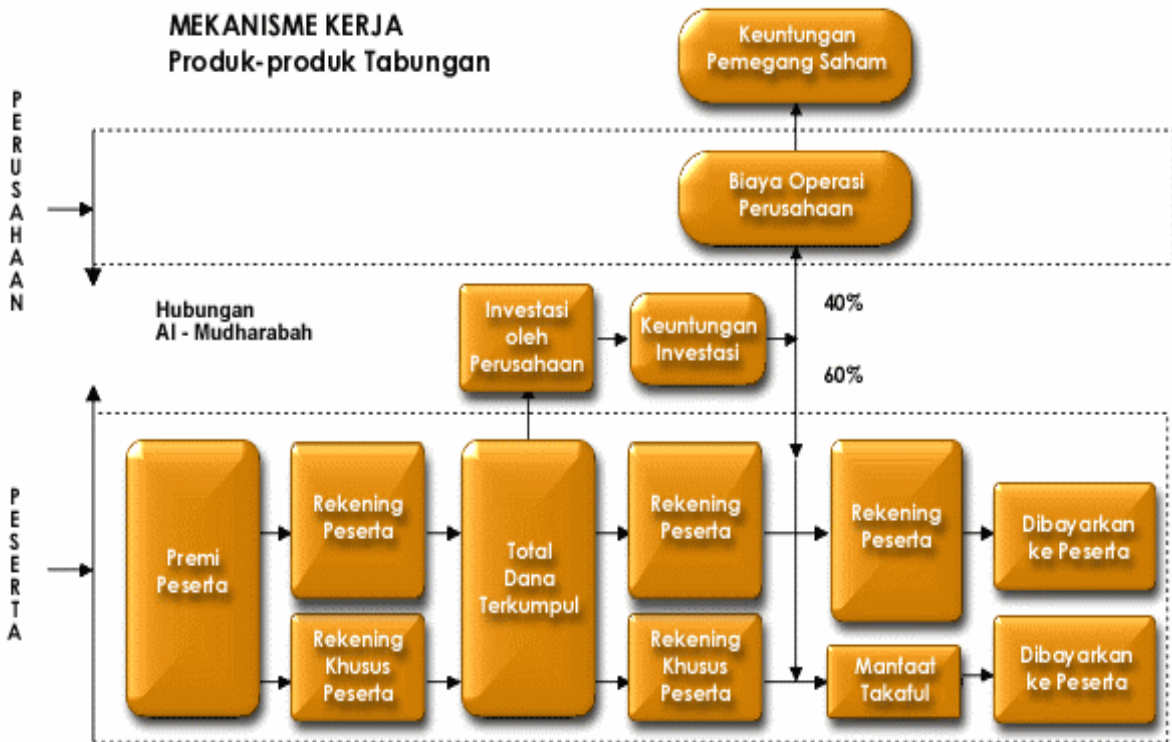 MEKANISME KERJA
Produk-produk Tabungan
Keuntungan
Pemegang Saham
PERUSAHAAN
Biaya Operasi
Perusahaan
Hubungan
Al - Mudharabah
Investasi
oleh
Perusahaan
Keuntungan
Investasi
40%
60%
PESERTA
Premi
Peserta
Rekening
Peserta
Rekening
Khusus
Peserta
Total
Dana
Terkumpul
Rekening
Peserta
Rekening
Khusus
Peserta
Rekening
Peserta
Manfaat
Takaful
Dibayarkan
ke Peserta
Dibayarkan
ke Peserta